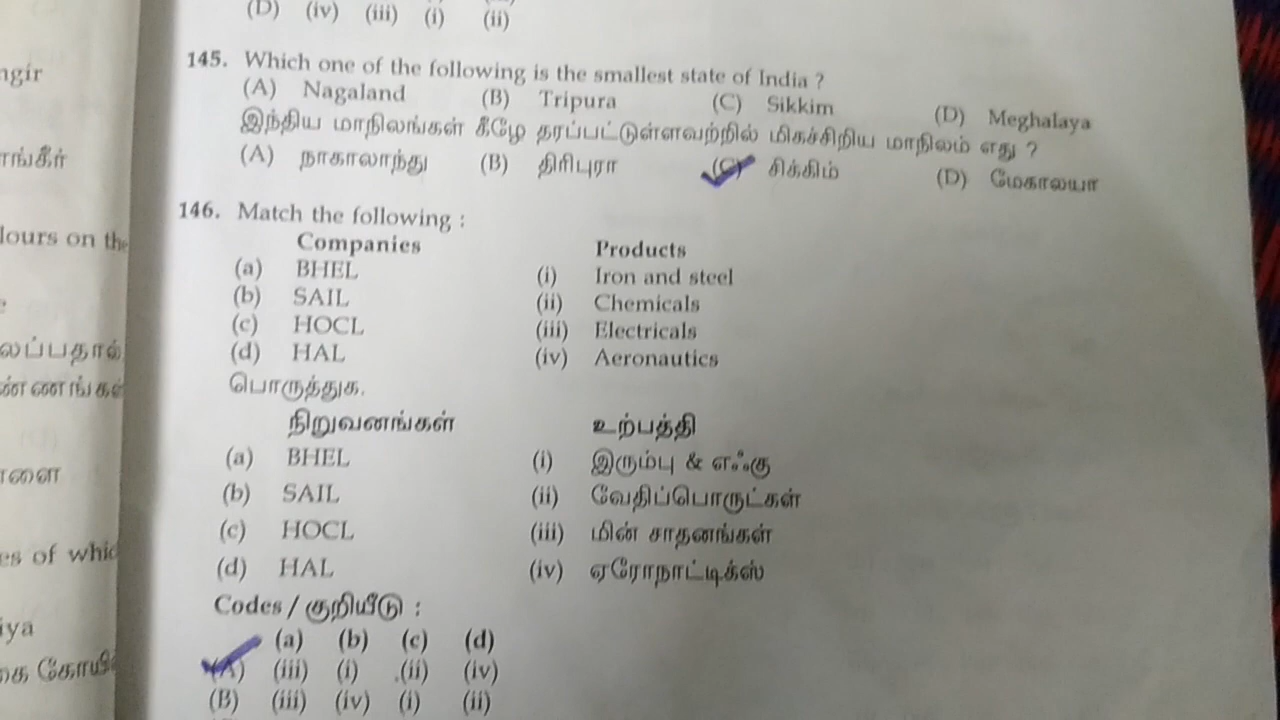 (D) (iv) (iii) (i) (ii)
145. Which one of the following is the smallest state of India ?
(A) Nagaland (B) Tripura (C) Sikkim (D) Meghalaya
இந்திய மாநிலங்கள் கீழே தரப்பட்டுள்ளவற்றில் மிகச்சிறிய மாநிலம் எது ?
(A) நாகாலாந்து (B) திரிபுரா (C) சிக்கிம் (D) மேகாலயா
146. Match the following :
Companies Products
(a) BHEL (i) Iron and steel
(b) SAIL (ii) Chemicals
(c) HOCL (iii) Electricals
(d) HAL (iv) Aeronautics
பொருத்துக.
நிறுவனங்கள் உற்பத்தி
(a) BHEL (i) இரும்பு & எஃகு
(b) SAIL (ii) வேதிப்பொருட்கள்
(c) HOCL (iii) மின் சாதனங்கள்
(d) HAL (iv) ஏரோநாட்டிக்ஸ்
Codes / குறியீடு :
(a) (b) (c) (d)
(A) (iii) (i) (ii) (iv)
(B) (iii) (iv) (i) (ii)
lours on the
es of